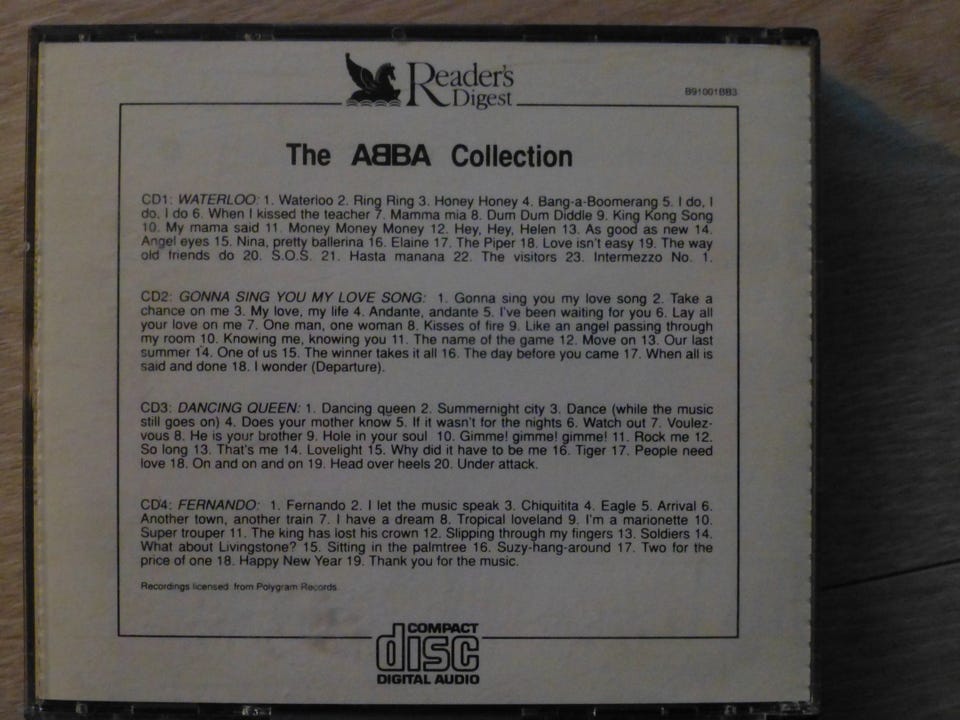 Reader's
Digest
B91001BB3
The ABBA Collection
CD1: WATERLOO: 1. Waterloo 2. Ring Ring 3. Honey Honey 4. Bang-a-Boomerang 5. I do, I
do, I do 6. When I kissed the teacher 7. Mamma mia 8. Dum Dum Diddle 9. King Kong Song
10. My mama said 11. Money Money Money 12. Hey, Hey, Helen 13. As good as new 14.
Angel eyes 15. Nina, pretty ballerina 16. Elaine 17. The Piper 18. Love isn't easy 19. The way
old friends do 20. S.O.S. 21. Hasta manana 22. The visitors 23. Intermezzo No. 1.
CD2: GONNA SING YOU MY LOVE SONG: 1. Gonna sing you my love song 2. Take a
chance on me 3. My love, my life 4. Andante, andante 5. I've been waiting for you 6. Lay all
your love on me 7. One man, one woman 8. Kisses of fire 9. Like an angel passing through
my room 10. Knowing me, knowing you 11. The name of the game 12. Move on 13. Our last
summer 14. One of us 15. The winner takes it all 16. The day before you came 17. When all is
said and done 18. I wonder (Departure).
CD3: DANCING QUEEN: 1. Dancing queen 2. Summernight city 3. Dance (while the music
still goes on) 4. Does your mother know 5. If it wasn't for the nights 6. Watch out 7. Voulez-
vous 8. He is your brother 9. Hole in your soul 10. Gimme! gimme! gimme! 11. Rock me 12.
So long 13. That's me 14. Lovelight 15. Why did it have to be me 16. Tiger 17. People need
love 18. On and on and on 19. Head over heels 20. Under attack.
CD4: FERNANDO: 1. Fernando 2. I let the music speak 3. Chiquitita 4. Eagle 5. Arrival 6.
Another town, another train 7. I have a dream 8. Tropical loveland 9. I'm a marionette 10.
Super trouper 11. The king has lost his crown 12. Slipping through my fingers 13. Soldiers 14.
What about Livingstone? 15. Sitting in the palmtree 16. Suzy-hang-around 17. Two for the
price of one 18. Happy New Year 19. Thank you for the music.
Recordings licensed from Polygram Records
COMPACT
disc
DIGITAL AUDIO